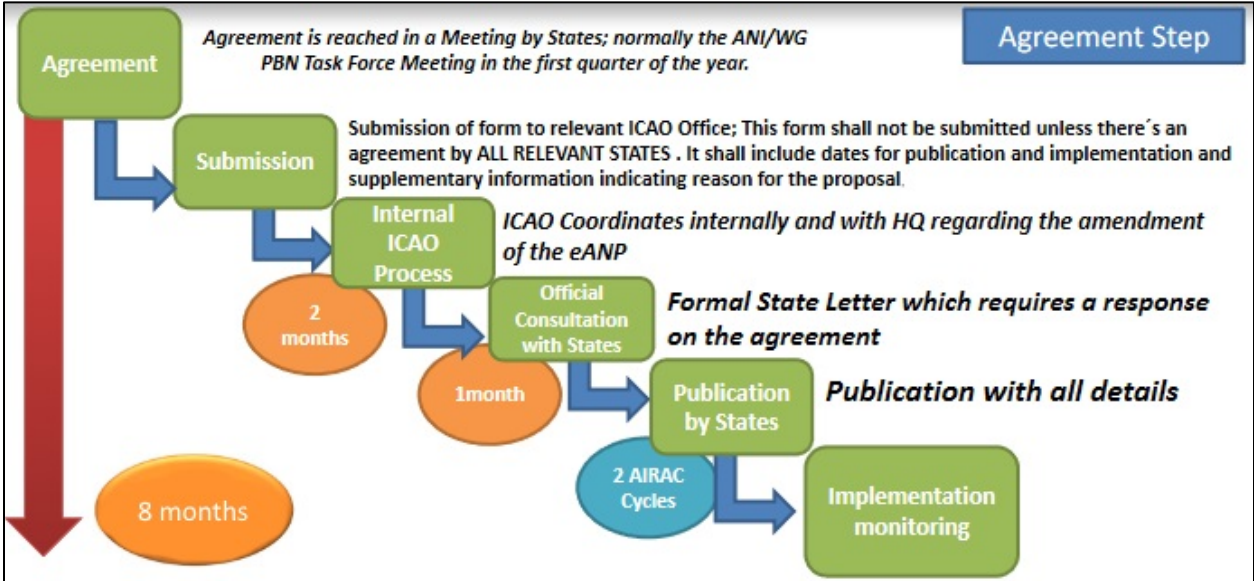 Agreement Step
Agreement
Agreement is reached in a Meeting by States; normally the ANI/WG
PBN Task Force Meeting in the first quarter of the year.
Submission
Submission of form to relevant ICAO Office; This form shall not be submitted unless there´s an
agreement by ALL RELEVANT STATES . It shall include dates for publication and implementation and
supplementary information indicating reason for the proposal.
Internal
ICAO
Process
ICAO Coordinates internally and with HQ regarding the amendment
of the eANP
2
months
Official
Consultation
with States
Formal State Letter which requires a response
on the agreement
1month
Publication
by States
Publication with all details
2 AIRAC
Cycles
Implementation
monitoring
8 months